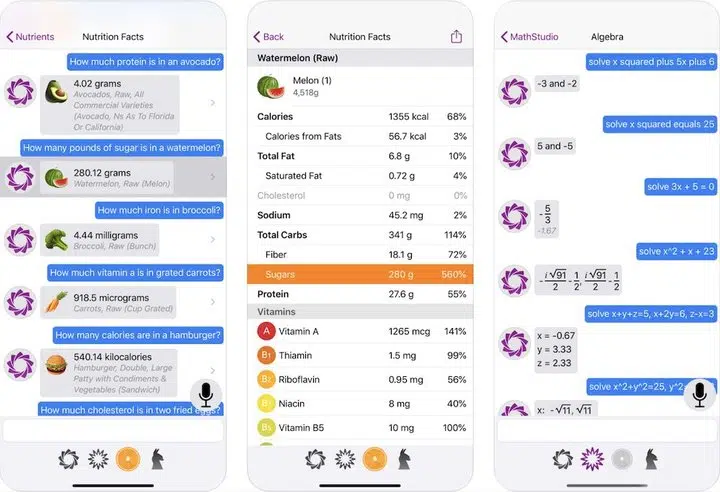 Nutrients
Nutrition Facts
How much protein is in an avocado?
4.02 grams
Avocados, Raw, All
Commercial Varieties
(Avocado, Ns As To Florida
Or California)
How many pounds of sugar is in a watermelon?
280.12 grams
Watermelon, Raw (Melon)
How much iron is in broccoli?
4.44 milligrams
Broccoli, Raw (Bunch)
How much vitamin a is in grated carrots?
918.5 micrograms
Carrots, Raw (Cup Grated)
How many calories are in a hamburger?
540.14 kilocalories
Hamburger, Double, Large
Patty with Condiments &
Vegetables (Sandwich)
How much cholesterol is in two fried eggs?
Back
Nutrition Facts
Watermelon (Raw)
Melon (1)
4,518g
Calories 1355 kcal 68%
Calories from Fats 56.7 kcal 3%
Total Fat 6.8 g 10%
Saturated Fat 0.72 g 4%
Cholesterol 0 mg 0%
Sodium 45.2 mg 2%
Total Carbs 341 g 114%
Fiber 18.1 g 72%
Sugars 280 g 560%
Protein 27.6 g 55%
Vitamins
A Vitamin A 1265 mcg 141%
B1 Thiamin 1.5 mg 99%
B2 Riboflavin 0.95 mg 56%
B3 Niacin 8 mg 40%
B5 Vitamin B5 10 mg 100%
MathStudio
Algebra
solve x squared plus 5x plus 6
-3 and -2
solve x squared equals 25
5 and -5
solve 3x + 5 = 0
-5/3
-1.67
solve x^2 + x + 23
-i√91/2-1/2, i√91/2-1/2
solve x+y+z=5, x+2y=6, z-x=3
x = -0.67
y = 3.33
z = 2.33
solve x^2+y^2=25, y^2-
x: -√11, √11